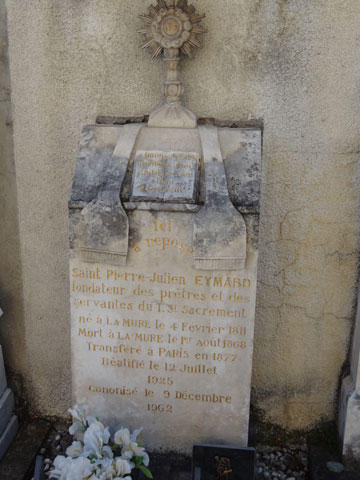 Ici
a repose
Saint Pierre-Julien EYMARD
fondateur des prêtres et des
servantes du T.St Sacrement
né à LA MURE le 4 Février 1811
Mort à LA MURE le 1er Août 1868
Transféré à PARIS en 1877
Béatifié le 12 Juillet
1925
Canonisé le 9 Décembre
1962